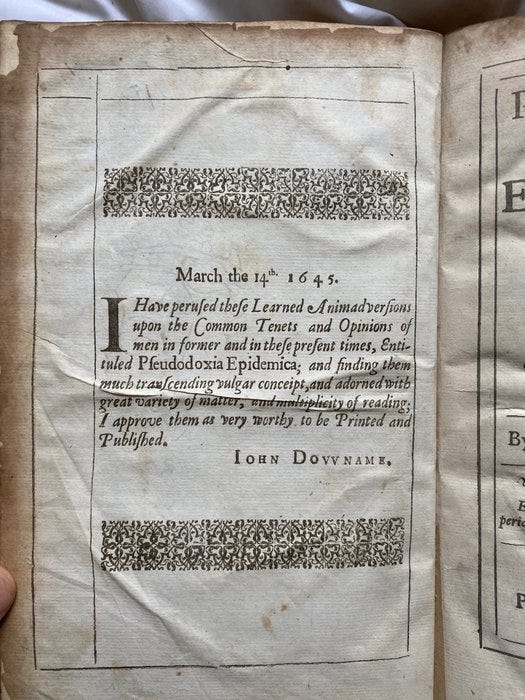 March the 14th. 1645.
I Have perused these Learned Animadversions
upon the Common Tenets and Opinions of
men in former and in these present times, Enti-
tuled Pseudodoxia Epidemica; and finding them
much transcending vulgar conceipt, and adorned with
great variety of matter, and multiplicity of reading;
I approve them as very worthy to be Printed and
Published.
IOHN DOVVNAME.
By